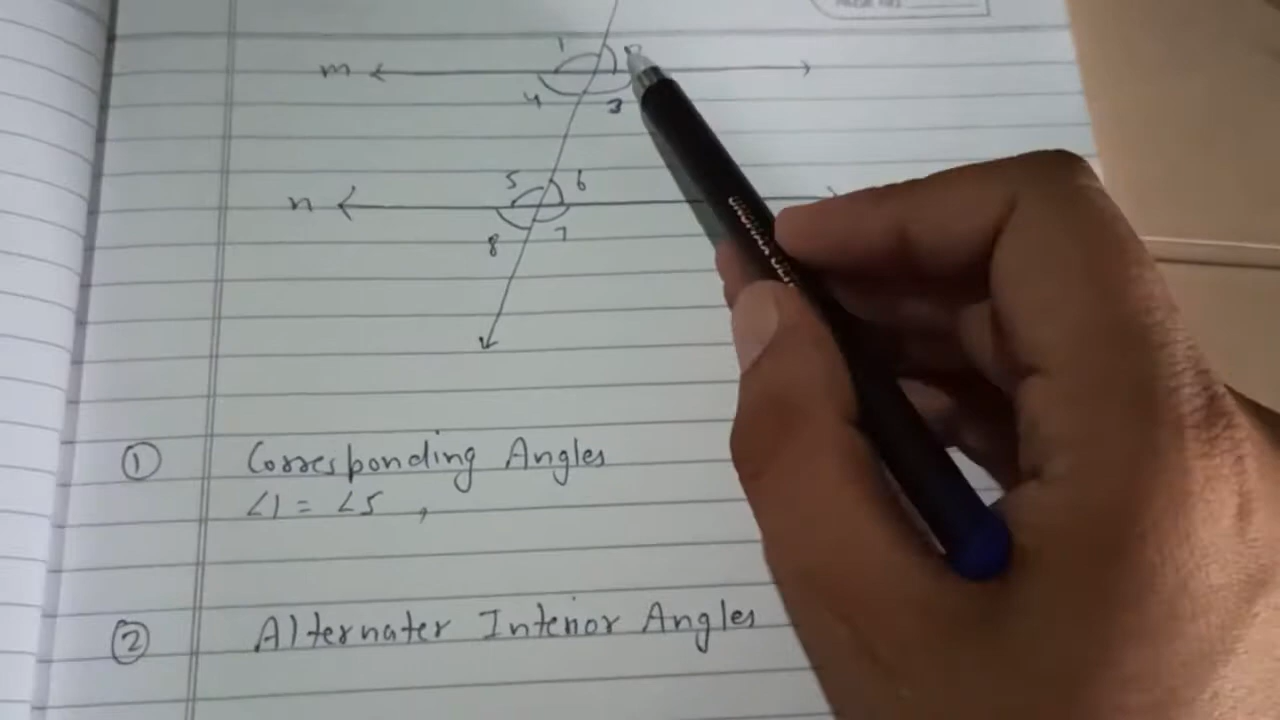 1
m
4
3
5
6
n
8
7
① Corresponding Angles
∠1 = ∠5 ,
② Alternater Interior Angles